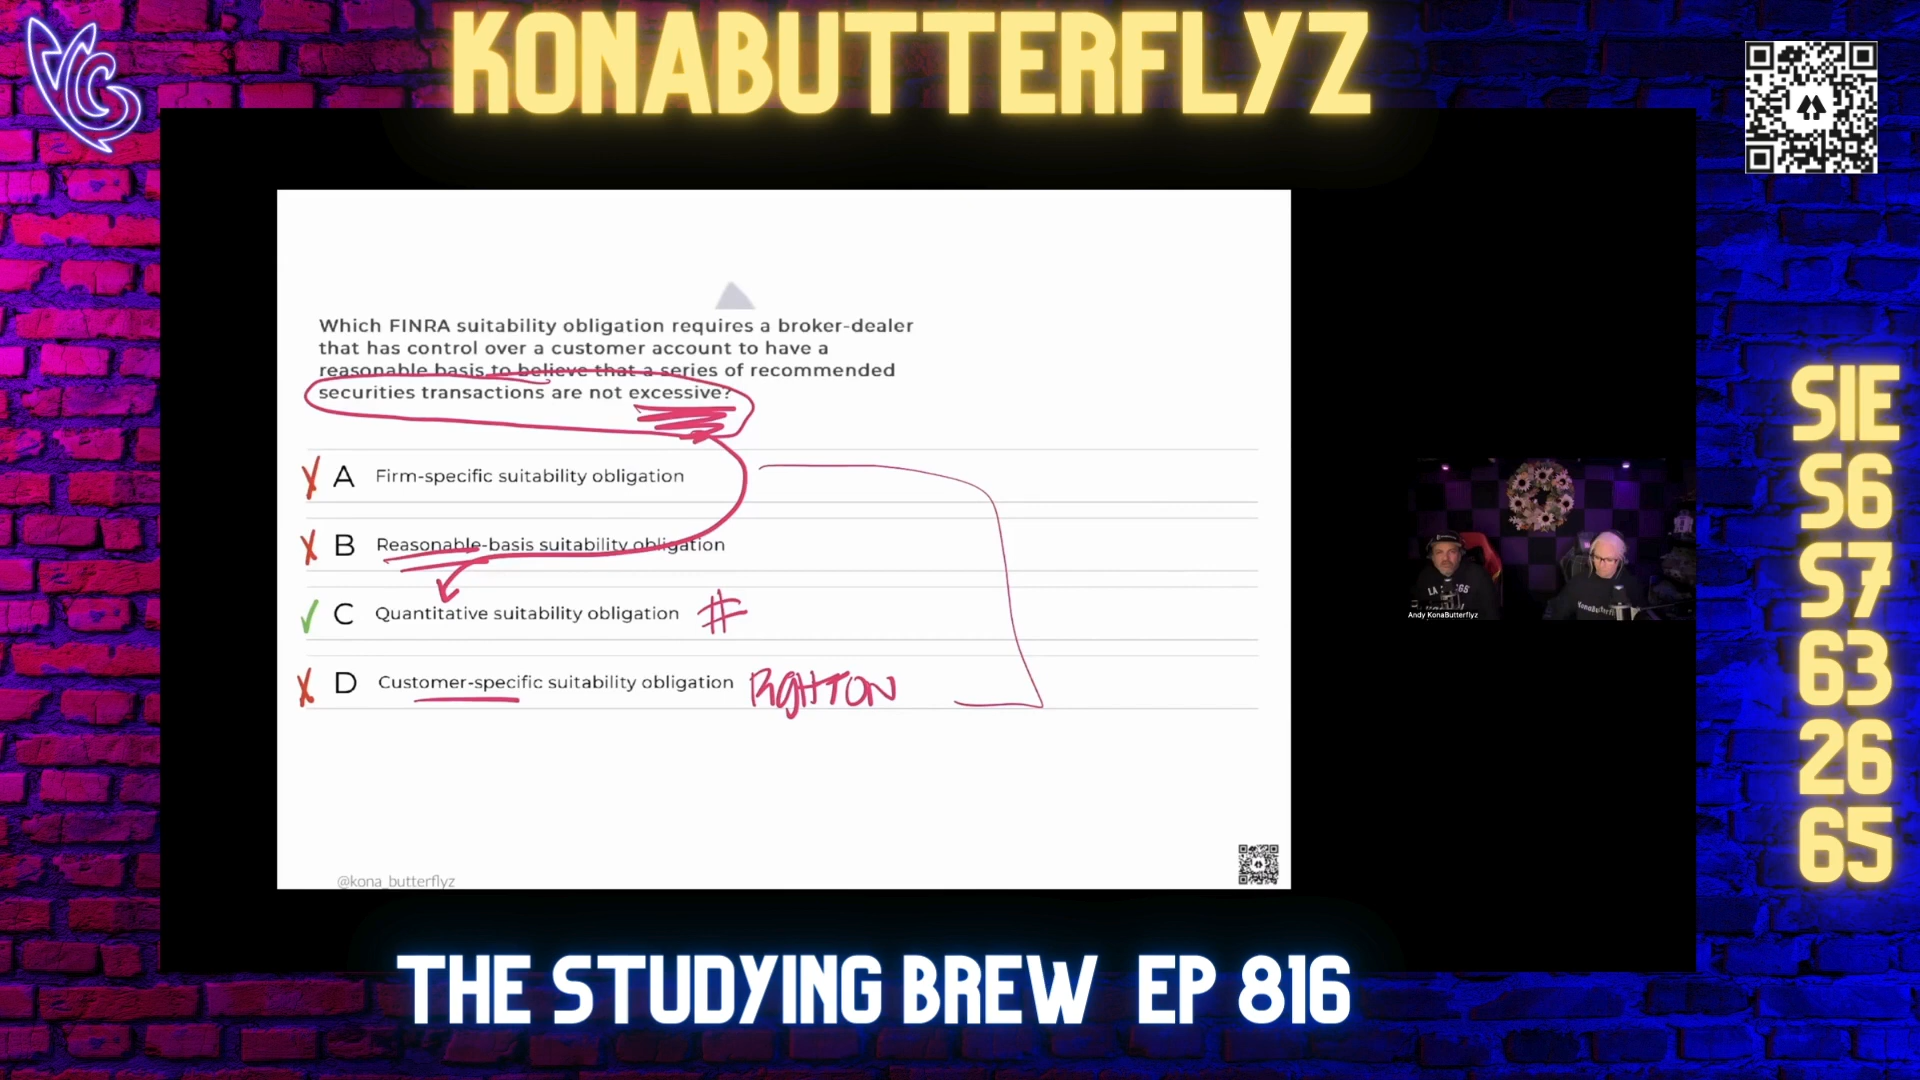 KONABUTTERFLYZ
Which FINRA suitability obligation requires a broker-dealer
that has control over a customer account to have a
reasonable basis to believe that a series of recommended
securities transactions are not excessive?
A Firm-specific suitability obligation
B Reasonable-basis suitability obligation
C Quantitative suitability obligation #
D Customer-specific suitability obligation RIGHT ON
@kona_butterflyz
Andy KonaButterflyz
SIE
S6
S7
63
26
65
THE STUDYING BREW EP 816